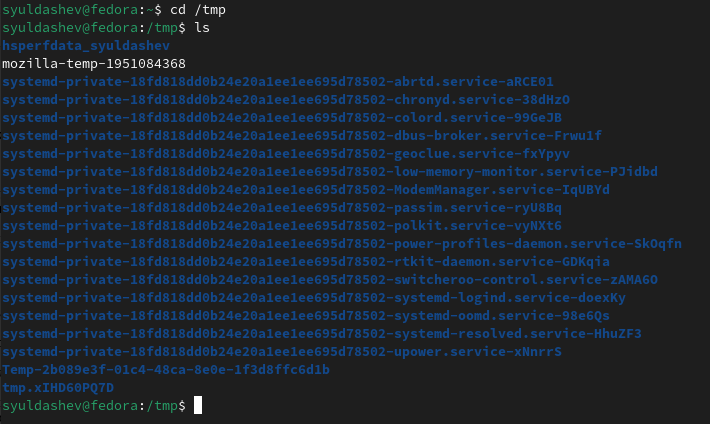 syuldashev@fedora:~$ cd /tmp
syuldashev@fedora:/tmp$ ls
hsperfdata_syuldashev
mozilla-temp-1951084368
systemd-private-18fd818dd0b24e20a1ee1ee695d78502-abrtd.service-aRCE01
systemd-private-18fd818dd0b24e20a1ee1ee695d78502-chronyd.service-38dHzO
systemd-private-18fd818dd0b24e20a1ee1ee695d78502-colord.service-99GeJB
systemd-private-18fd818dd0b24e20a1ee1ee695d78502-dbus-broker.service-Frwu1f
systemd-private-18fd818dd0b24e20a1ee1ee695d78502-geoclue.service-fxYpyv
systemd-private-18fd818dd0b24e20a1ee1ee695d78502-low-memory-monitor.service-PJidbd
systemd-private-18fd818dd0b24e20a1ee1ee695d78502-ModemManager.service-IqUBYd
systemd-private-18fd818dd0b24e20a1ee1ee695d78502-passim.service-ryU8Bq
systemd-private-18fd818dd0b24e20a1ee1ee695d78502-polkit.service-vyNXt6
systemd-private-18fd818dd0b24e20a1ee1ee695d78502-power-profiles-daemon.service-SkOqfn
systemd-private-18fd818dd0b24e20a1ee1ee695d78502-rtkit-daemon.service-GDKqia
systemd-private-18fd818dd0b24e20a1ee1ee695d78502-switcheroo-control.service-zAMA6O
systemd-private-18fd818dd0b24e20a1ee1ee695d78502-systemd-logind.service-doexKy
systemd-private-18fd818dd0b24e20a1ee1ee695d78502-systemd-oomd.service-98e6Qs
systemd-private-18fd818dd0b24e20a1ee1ee695d78502-systemd-resolved.service-HhuZF3
systemd-private-18fd818dd0b24e20a1ee1ee695d78502-upower.service-xNnrrS
Temp-2b089e3f-01c4-48ca-8e0e-1f3d8ffc6d1b
tmp.xIHD60PQ7D
syuldashev@fedora:/tmp$